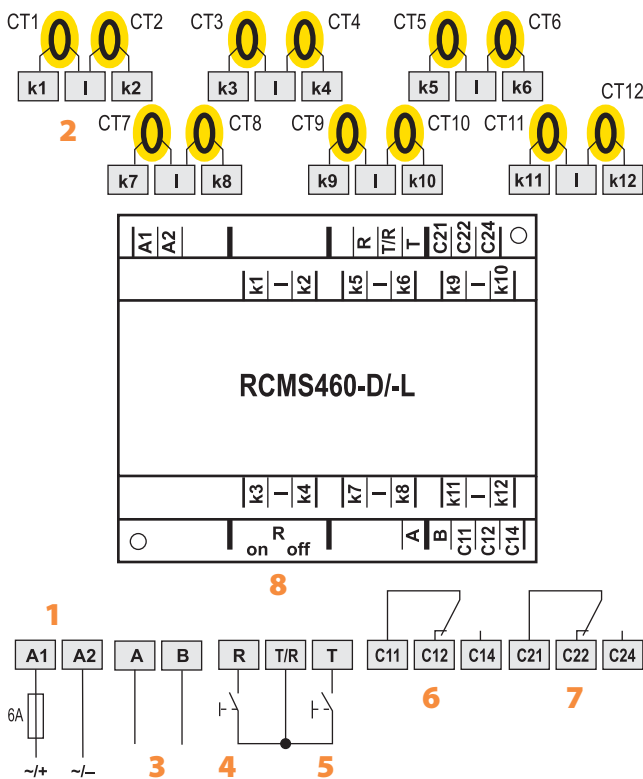 CT1 CT2 CT3 CT4 CT5 CT6
k1 I k2 k3 I k4 k5 I k6
2 CT7 CT8 CT9 CT10 CT11 CT12
k7 I k8 k9 I k10 k11 I k12
A1 A2 R T/R T C21 C22 C24
k1 I k2 k5 I k6 k9 I k10
RCMS460-D/-L
k3 I k4 k7 I k8 k11 I k12
R on off A B C11 C12 C14
8
1
A1 A2 A B R T/R T C11 C12 C14 C21 C22 C24
6 7
6A
~/+ ~/– 3 4 5